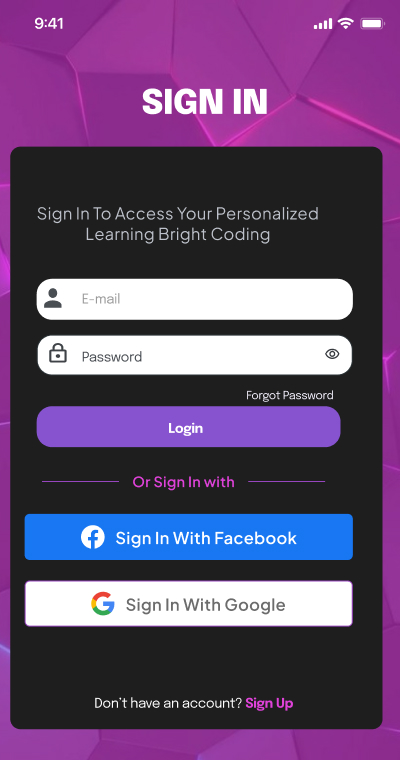 9:41
SIGN IN
Sign In To Access Your Personalized
Learning Bright Coding
E-mail
Password
Forgot Password
Login
Or Sign In with
Sign In With Facebook
Sign In With Google
Don't have an account? Sign Up